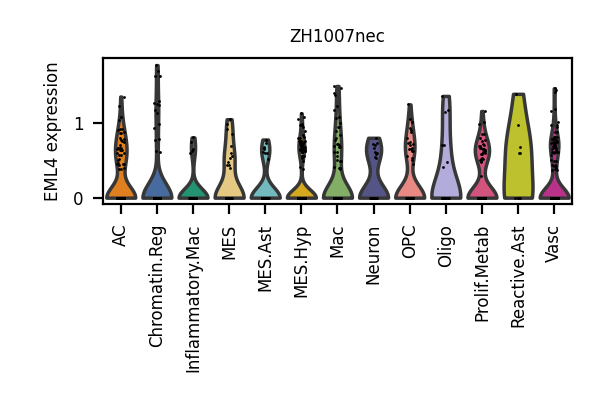 ZH1007nec
EML4 expression
1
0
AC
Chromatin.Reg
Inflammatory.Mac
MES
MES.Ast
MES.Hyp
Mac
Neuron
OPC
Oligo
Prolif.Metab
Reactive.Ast
Vasc